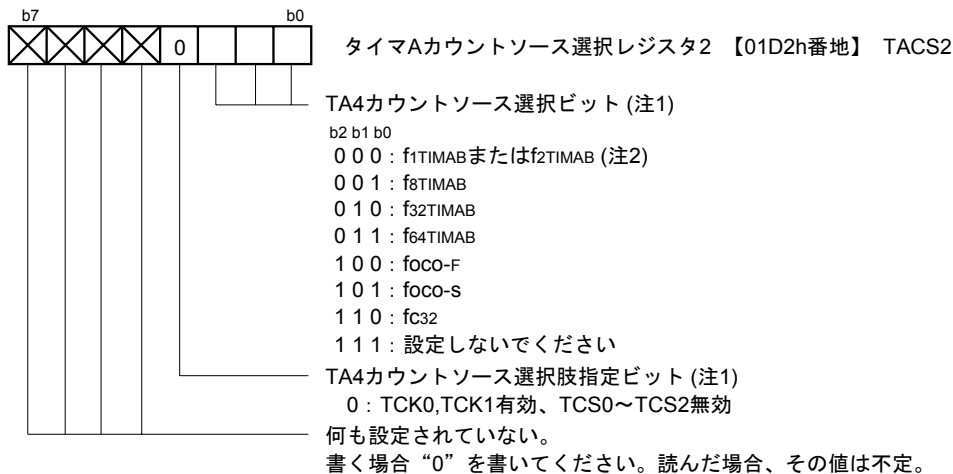 b7 b0
0 タイマAカウントソース選択レジスタ2 【01D2h番地】 TACS2
TA4カウントソース選択ビット (注1)
b2 b1 b0
0 0 0 : f1TIMABまたはf2TIMAB (注2)
0 0 1 : f8TIMAB
0 1 0 : f32TIMAB
0 1 1 : f64TIMAB
1 0 0 : foco-F
1 0 1 : foco-s
1 1 0 : fc32
1 1 1 : 設定しないでください
TA4カウントソース選択肢指定ビット (注1)
0 : TCK0,TCK1有効、TCS0～TCS2無効
何も設定されていない。
書く場合“0”を書いてください。読んだ場合、その値は不定。